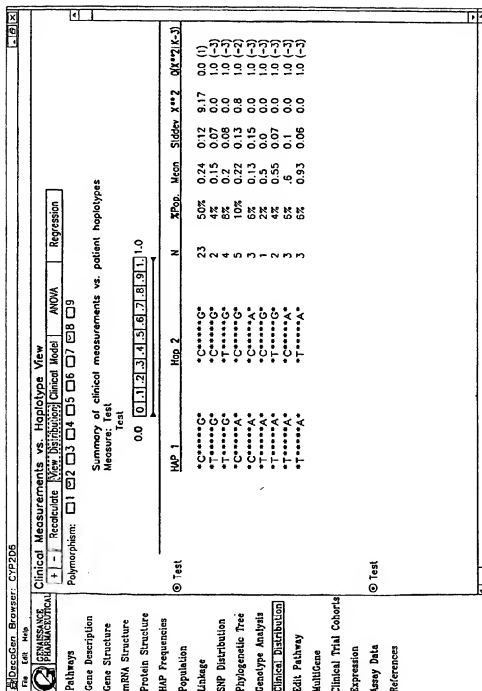 DecoGen Browser: CYP2D6
File Edit Help
GENAISSANCE
PHARMACEUTICAL
Pathways
Gene Description
Gene Structure
mRNA Structure
Protein Structure
HAP Frequencies
Population
Linkage
SNP Distribution
Phylogenetic Tree
Genotype Analysis
Clinical Distribution
Edit Pathway
MultiGene
Clinical Trial Cohorts
Expression
Assay Data
References
Clinical Measurements vs. Haplotype View
+ - Recalculate View Distribution Clinical Model ANOVA Regression
Polymorphism: 1 2 3 4 5 6 7 8 9
Summary of clinical measurements vs. patient haplotypes
Measure: Test
Test
0.0 0 .1 .2 .3 .4 .5 .6 .7 .8 .9 1. 1.0
Test
HAP 1 Hap 2 N %Pop. Mean Stddev X**2 Q(X**2|K-3)
*C*****G* *C*****G* 23 50% 0.24 0.12 9.17 0.0 (1)
*T*****G* *C*****G* 2 4% 0.15 0.07 0.0 1.0 (-3)
*T*****G* *T*****G* 4 8% 0.2 0.08 0.0 1.0 (-3)
*C*****A* *C*****G* 5 10% 0.22 0.13 0.8 1.0 (-2)
*C*****A* *C*****A* 3 6% 0.13 0.15 0.0 1.0 (-3)
*T*****A* *C*****G* 1 2% 0.5 0.0 0.0 1.0 (-3)
*T*****A* *T*****G* 2 4% 0.55 0.07 0.0 1.0 (-3)
*T*****A* *C*****A* 3 6% .6 0.1 0.0 1.0 (-3)
*T*****A* *T*****A* 3 6% 0.93 0.06 0.0 1.0 (-3)
Test